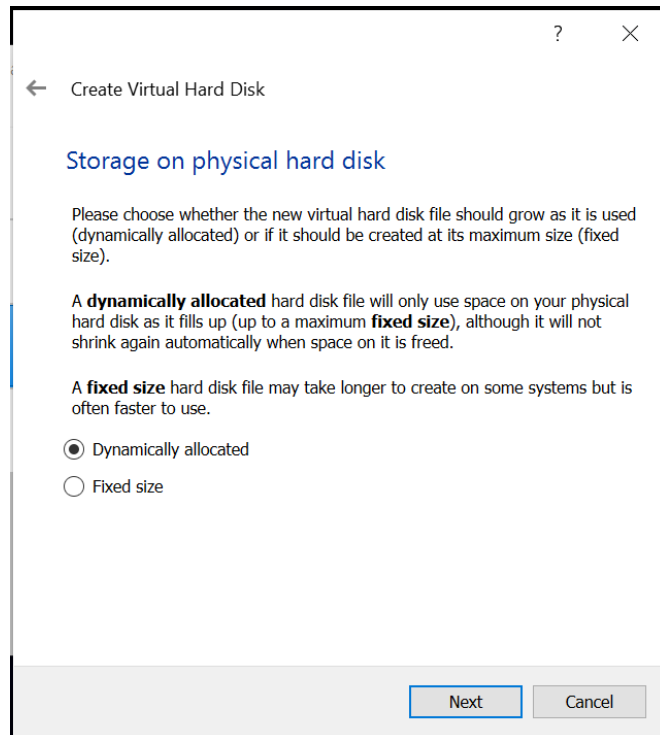 ?
Create Virtual Hard Disk
Storage on physical hard disk
Please choose whether the new virtual hard disk file should grow as it is used
(dynamically allocated) or if it should be created at its maximum size (fixed
size).
A dynamically allocated hard disk file will only use space on your physical
hard disk as it fills up (up to a maximum fixed size), although it will not
shrink again automatically when space on it is freed.
A fixed size hard disk file may take longer to create on some systems but is
often faster to use.
Dynamically allocated
Fixed size
Next Cancel